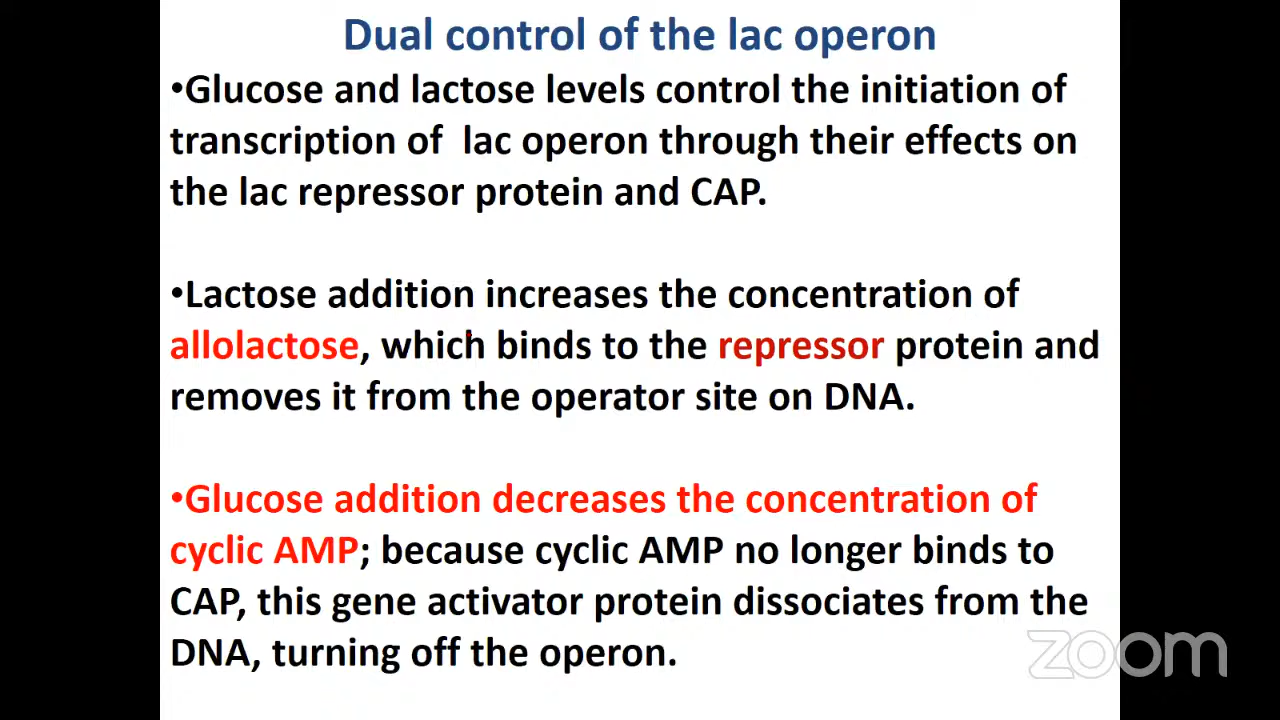 Dual control of the lac operon
•Glucose and lactose levels control the initiation of
transcription of lac operon through their effects on
the lac repressor protein and CAP.
•Lactose addition increases the concentration of
allolactose, which binds to the repressor protein and
removes it from the operator site on DNA.
•Glucose addition decreases the concentration of
cyclic AMP; because cyclic AMP no longer binds to
CAP, this gene activator protein dissociates from the
DNA, turning off the operon.
zoom